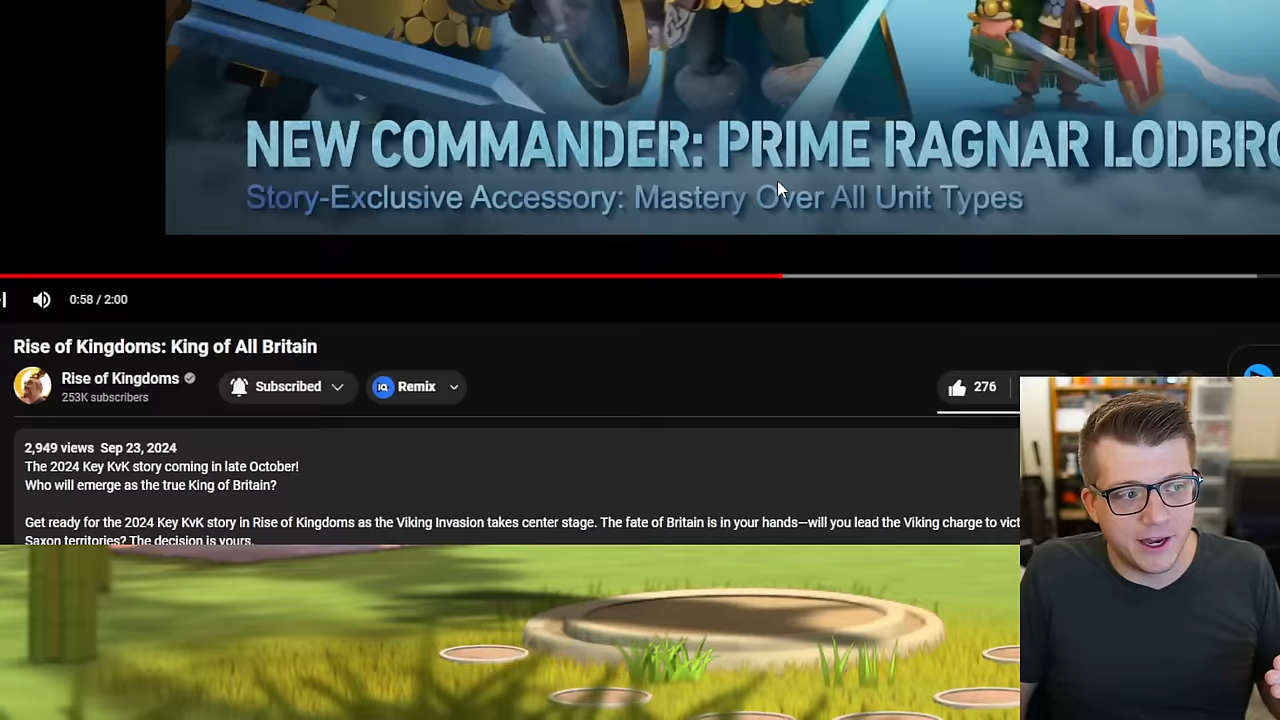 NEW COMMANDER: PRIME RAGNAR LODBRO
Story-Exclusive Accessory: Mastery Over All Unit Types
0:58 / 2:00
Rise of Kingdoms: King of All Britain
Rise of Kingdoms
253K subscribers
Subscribed
IQ Remix
276
2,949 views Sep 23, 2024
The 2024 Key KvK story coming in late October!
Who will emerge as the true King of Britain?
Get ready for the 2024 Key KvK story in Rise of Kingdoms as the Viking Invasion takes center stage. The fate of Britain is in your hands—will you lead the Viking charge to vict
Saxon territories? The decision is yours.